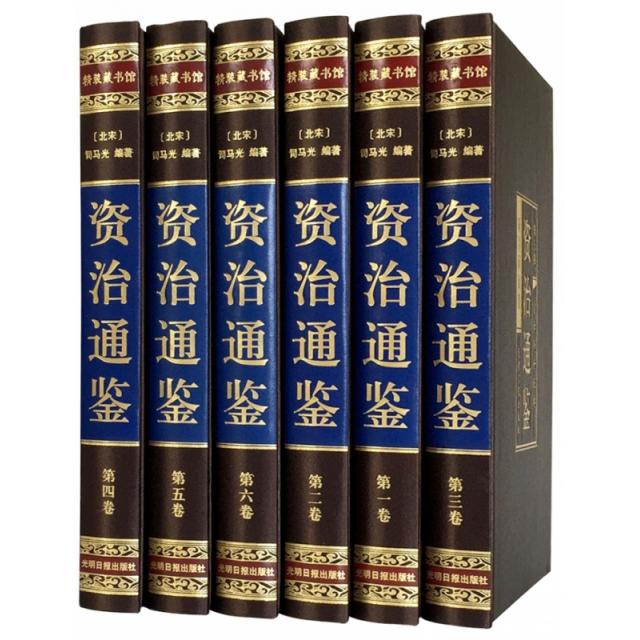 精装藏书馆
〔北宋〕
司马光 编著
资治通鉴
第四卷
光明日报出版社
精装藏书馆
〔北宋〕
司马光 编著
资治通鉴
第五卷
光明日报出版社
精装藏书馆
〔北宋〕
司马光 编著
资治通鉴
第六卷
光明日报出版社
精装藏书馆
〔北宋〕
司马光 编著
资治通鉴
第二卷
光明日报出版社
精装藏书馆
〔北宋〕
司马光 编著
资治通鉴
第一卷
光明日报出版社
精装藏书馆
〔北宋〕
司马光 编著
资治通鉴
第三卷
光明日报出版社
资治通鉴